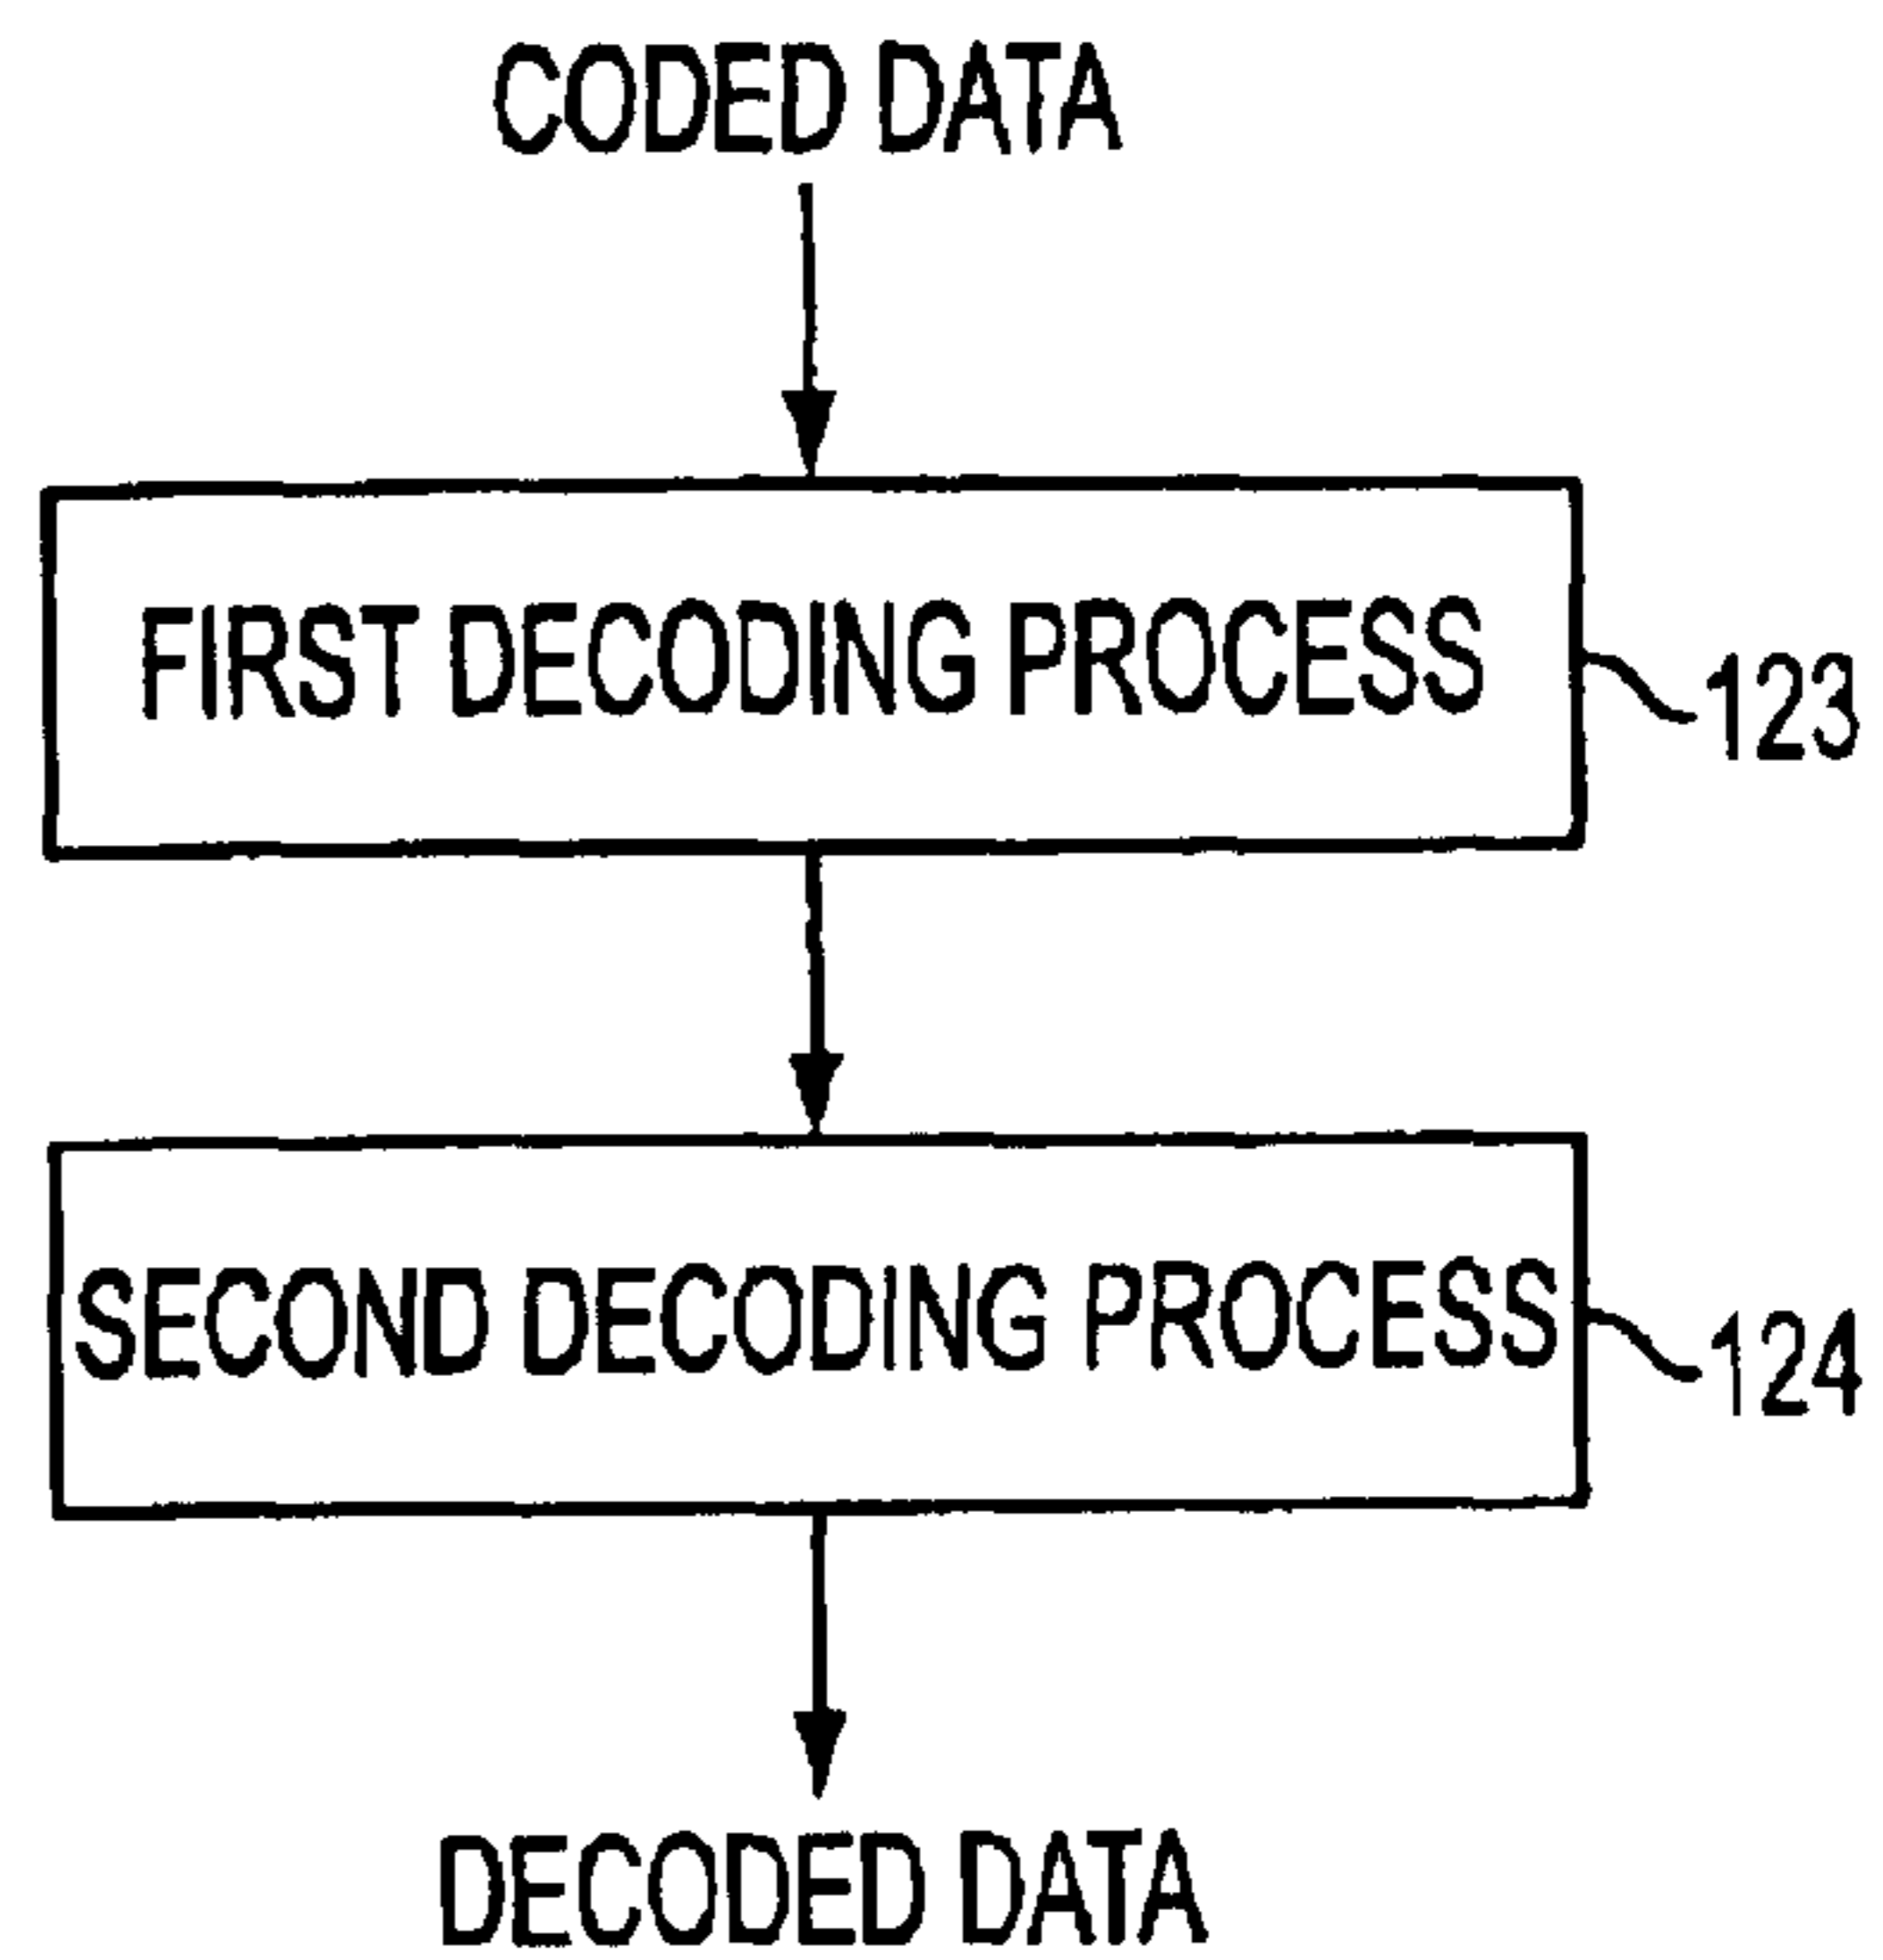 CODED DATA
FIRST DECODING PROCESS
123
SECOND DECODING PROCESS
124
DECODED DATA